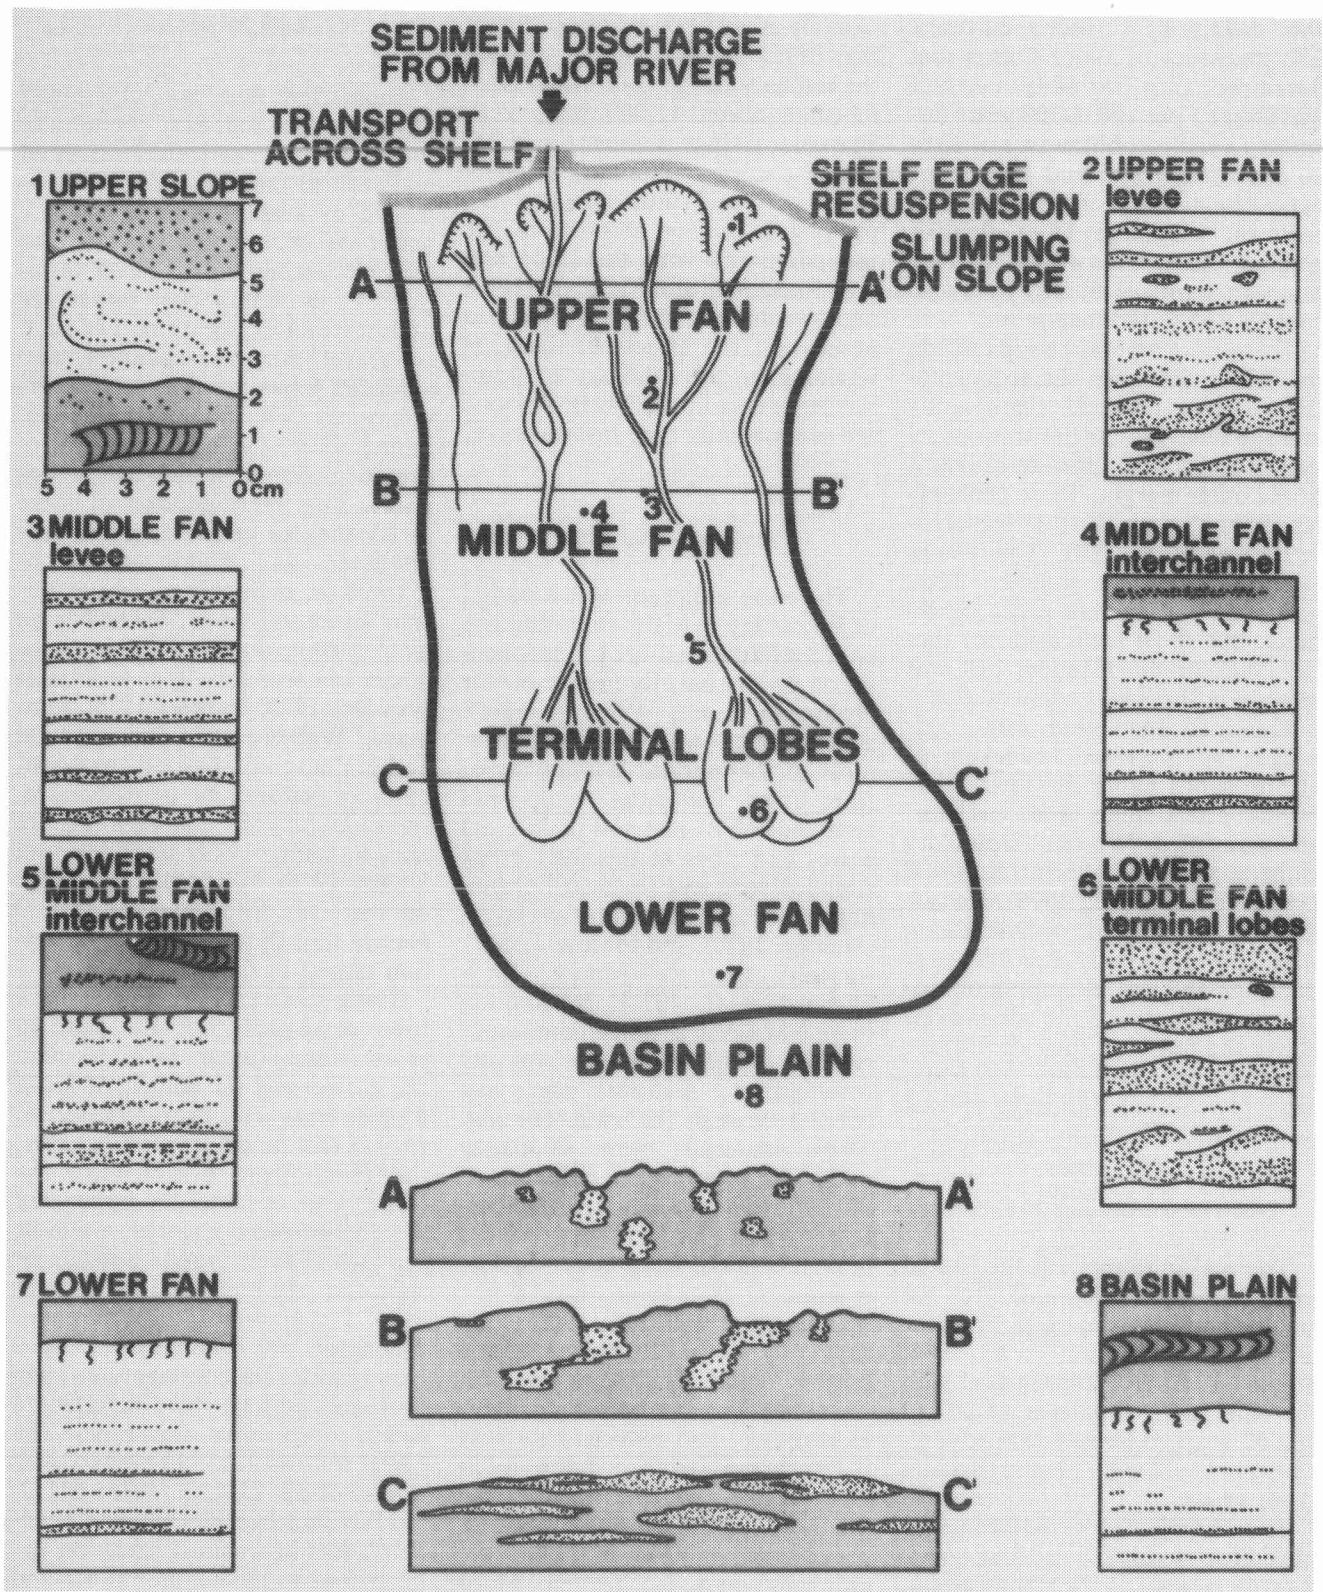 SEDIMENT DISCHARGE
FROM MAJOR RIVER
TRANSPORT
ACROSS SHELF
SHELF EDGE
RESUSPENSION
SLUMPING
ON SLOPE
1 UPPER SLOPE
7
6
5
4
3
2
1
0
5 4 3 2 1 0 cm
2 UPPER FAN
levee
A A'
UPPER FAN
1
2
B B'
3
4
MIDDLE FAN
3 MIDDLE FAN
levee
4 MIDDLE FAN
interchannel
5
TERMINAL LOBES
C C'
6
5 LOWER
MIDDLE FAN
interchannel
6 LOWER
MIDDLE FAN
terminal lobes
LOWER FAN
7
BASIN PLAIN
8
A A'
7 LOWER FAN
8 BASIN PLAIN
B B'
C C'